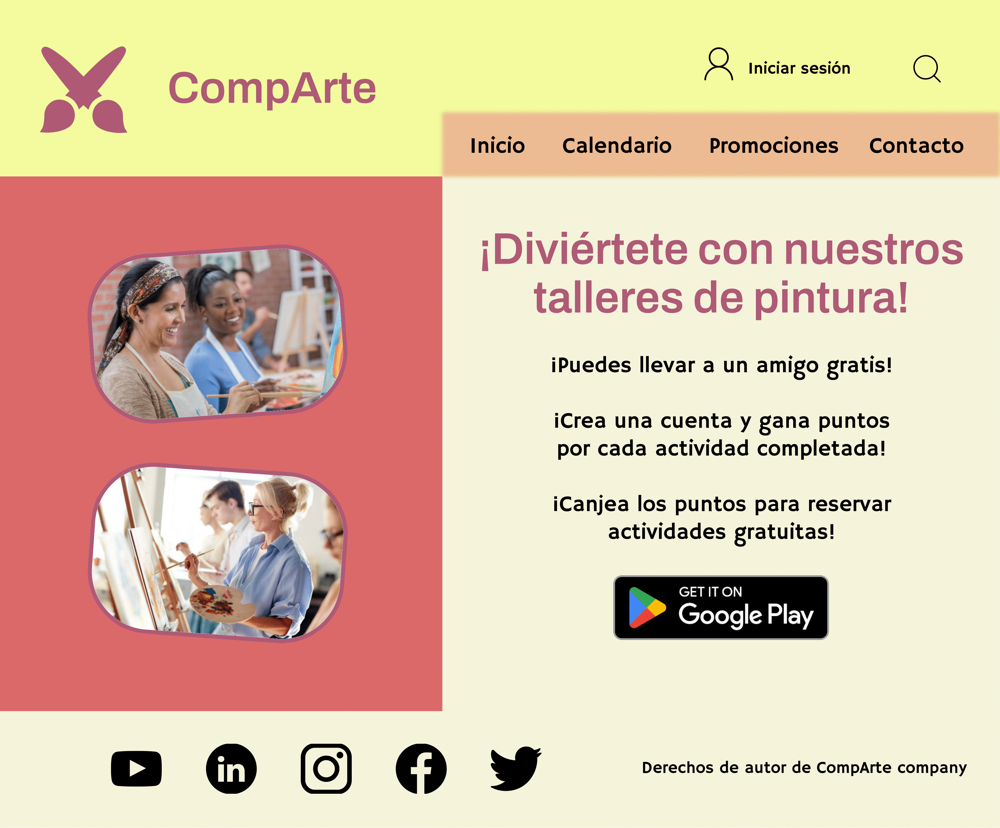 CompArte
Iniciar sesión
Inicio Calendario Promociones Contacto
¡Diviértete con nuestros
talleres de pintura!
¡Puedes llevar a un amigo gratis!
¡Crea una cuenta y gana puntos
por cada actividad completada!
¡Canjea los puntos para reservar
actividades gratuitas!
GET IT ON
Google Play
in
Derechos de autor de CompArte company